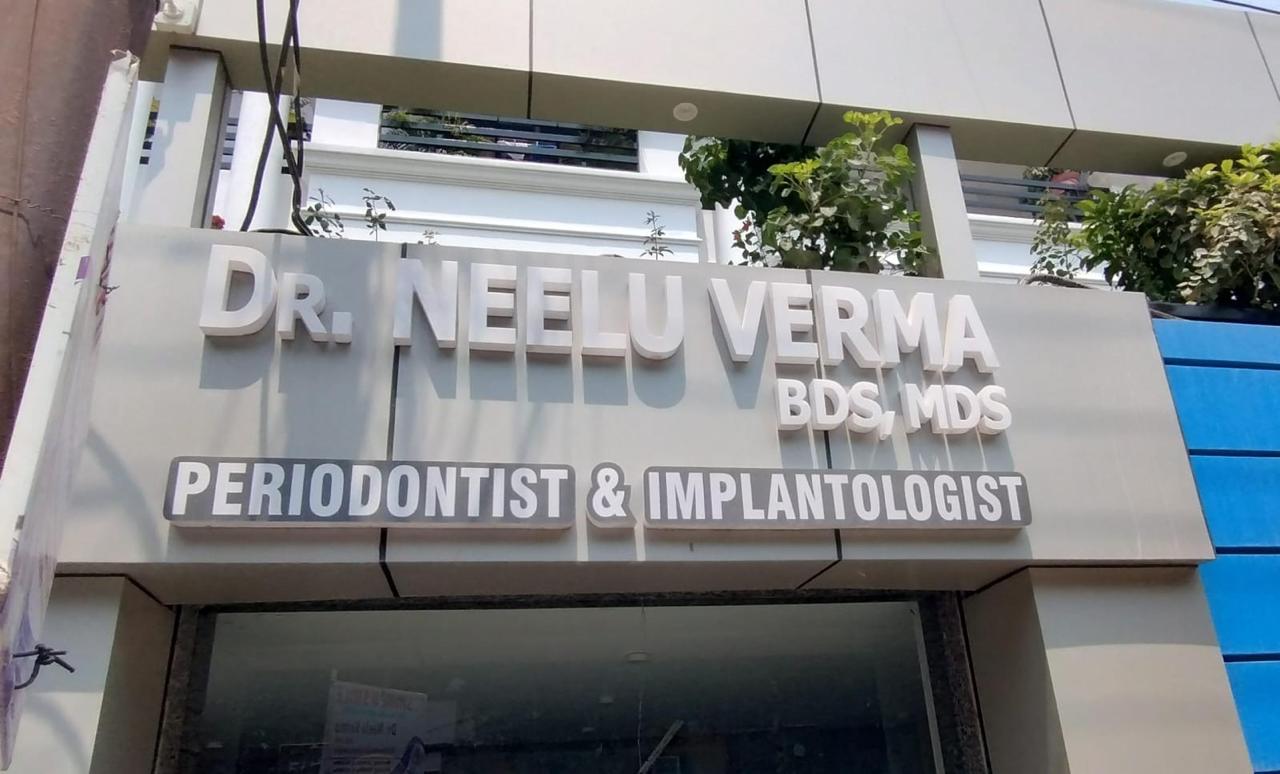 DR. NEELU VERMA
BDS, MDS
PERIODONTIST & IMPLANTOLOGIST